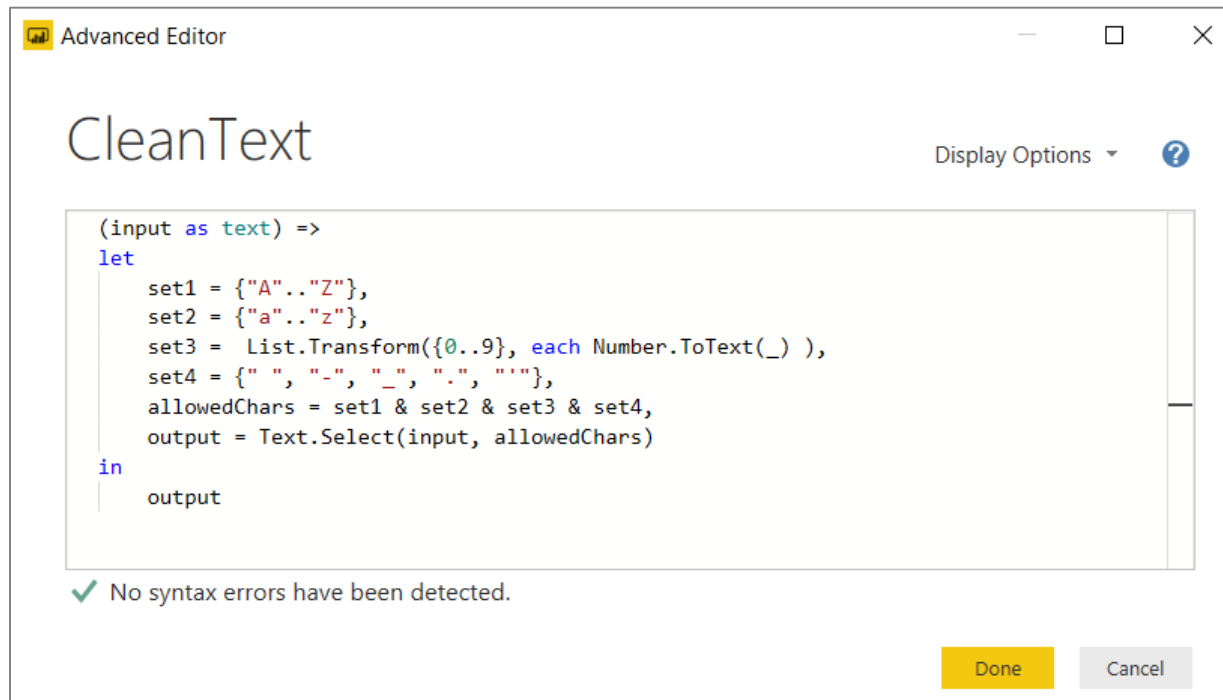 Advanced Editor
CleanText
Display Options
(input as text) =>
let
    set1 = {"A".."Z"},
    set2 = {"a".."z"},
    set3 =  List.Transform({0..9}, each Number.ToText(_) ),
    set4 = {" ", "-", "_", ".", "'"},
    allowedChars = set1 & set2 & set3 & set4,
    output = Text.Select(input, allowedChars)
in
    output
No syntax errors have been detected.
Done
Cancel